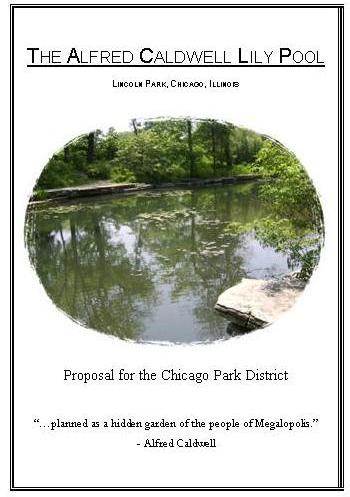 THE ALFRED CALDWELL LILY POOL
LINCOLN PARK, CHICAGO, ILLINOIS
Proposal for the Chicago Park District
“…planned as a hidden garden of the people of Megalopolis.”
- Alfred Caldwell